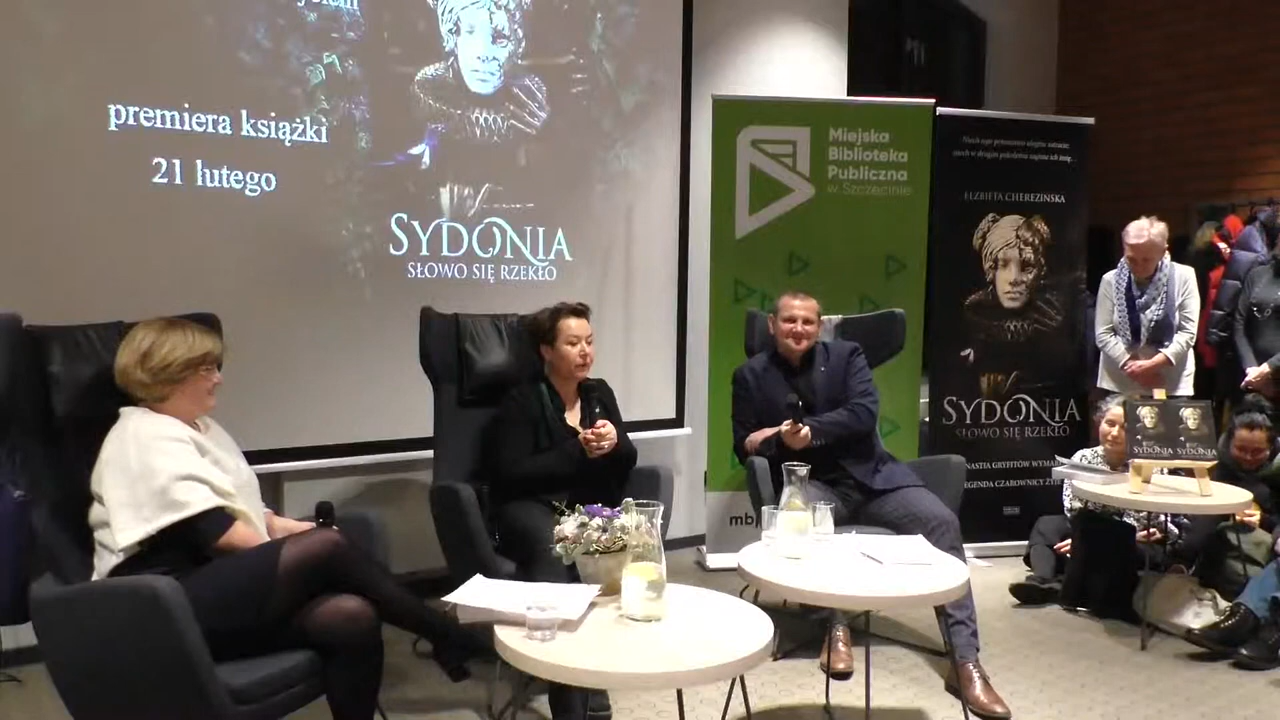 premiera książki
21 lutego
SYDONIA
SŁOWO SIĘ RZEKŁO
Miejska
Biblioteka
Publiczna
w Szczecinie
mb
ELŻBIETA CHEREZIŃSKA
SYDONIA
SŁOWO SIĘ RZEKŁO
SYDONIA
SYDONIA